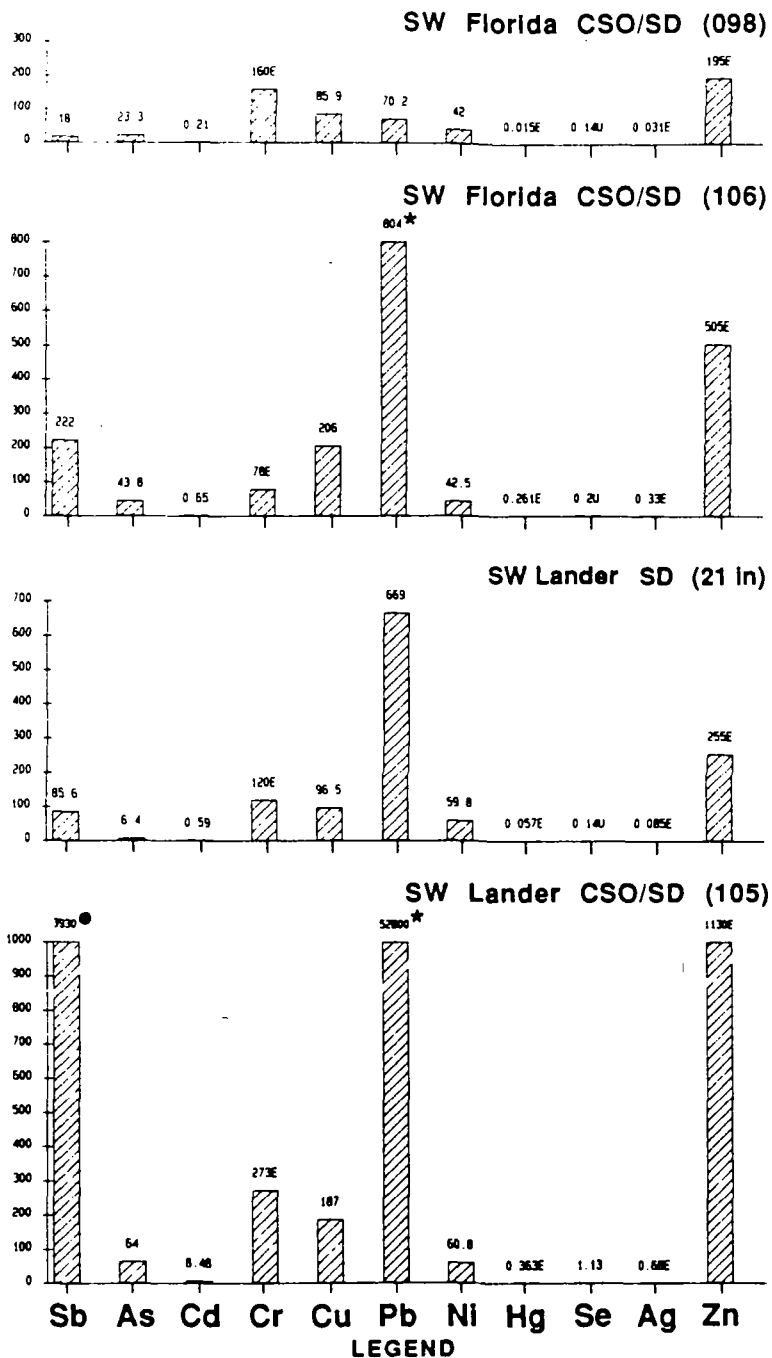 SW Florida CSO/SD (098)
300
200
100
0
18
23 3
0 21
160E
85 9
70 2
42
0 015E
0 14U
0 031E
195E
SW Florida CSO/SD (106)
800
700
600
500
400
300
200
100
0
222
43 8
0 65
78E
206
804*
42.5
0.261E
0.2U
0.33E
505E
SW Lander SD (21 in)
700
600
500
400
300
200
100
0
85 6
6 4
0 59
120E
96 5
669
59 8
0 057E
0.14U
0 085E
255E
SW Lander CSO/SD (105)
1000
900
800
700
600
500
400
300
200
100
0
7930●
64
273E
187
52800*
60.8
0 363E
1.13
0.68E
1130E
Sb As Cd Cr Cu Pb Ni Hg Se Ag Zn
LEGEND